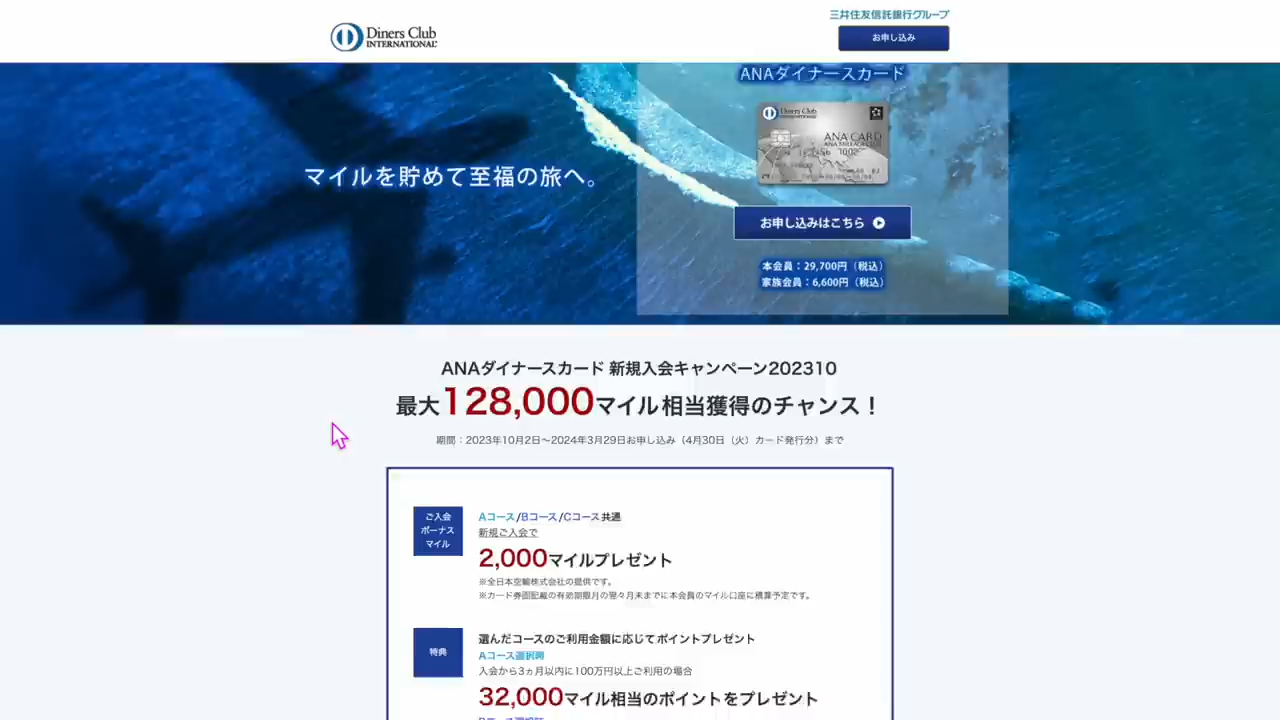 三井住友信託銀行グループ
Diners Club
INTERNATIONAL
お申し込み
ANAダイナースカード
Diners Club
INTERNATIONAL
ANA CARD
マイルを貯めて至福の旅へ。
お申し込みはこちら
本会員：29,700円（税込）
家族会員：6,600円（税込）
ANAダイナースカード 新規入会キャンペーン202310
最大128,000マイル相当獲得のチャンス！
期間：2023年10月2日〜2024年3月29日お申し込み（4月30日（火）カード発行分）まで
ご入会
ボーナス
マイル
Aコース/Bコース/Cコース共通
新規ご入会で
2,000マイルプレゼント
※全日本空輸株式会社の提供です。
※カード券面記載の有効期限月の翌々月末までに本会員のマイル口座に積算予定です。
特典
選んだコースのご利用金額に応じてポイントプレゼント
Aコース選択時
入会から3ヵ月以内に100万円以上ご利用の場合
32,000マイル相当のポイントをプレゼント